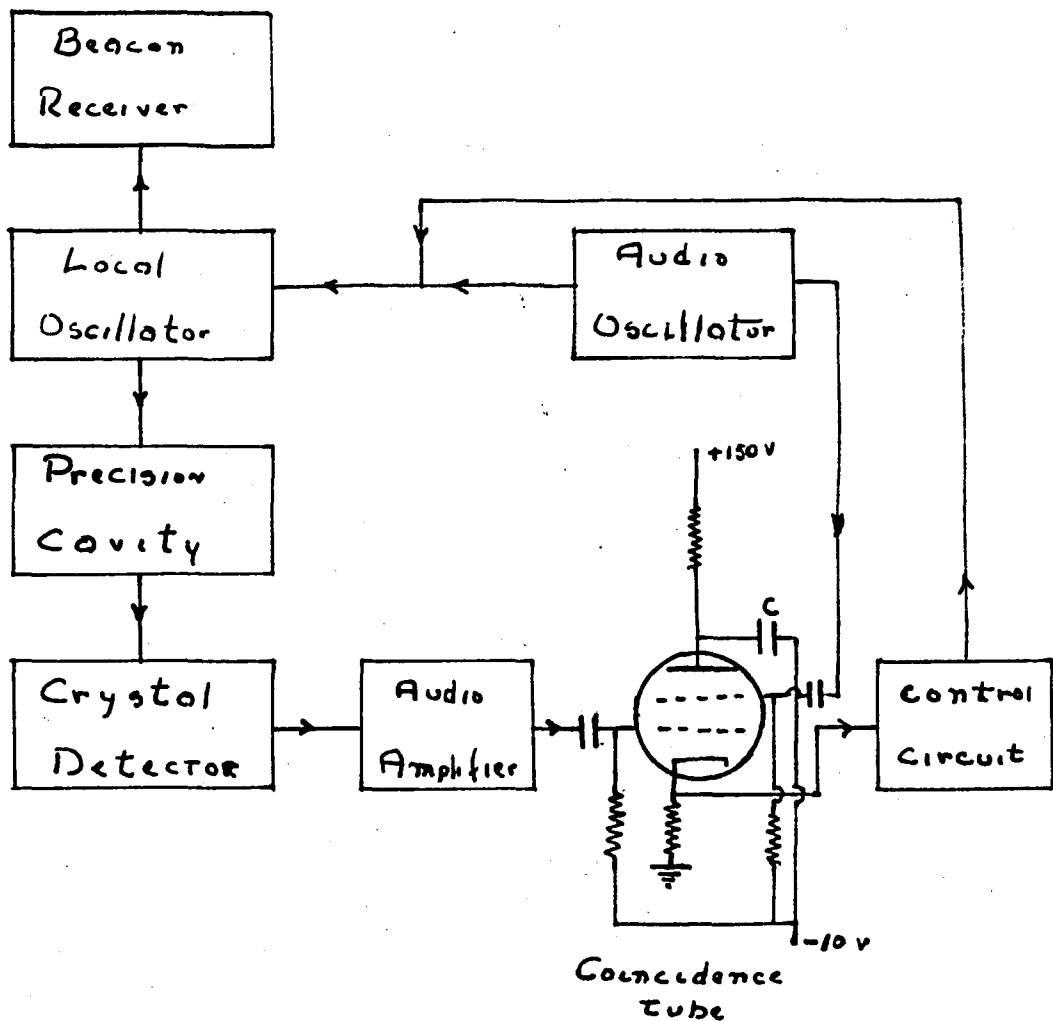 Beacon
Receiver
Local
Oscillator
Audio
Oscillator
Precision
Cavity
+150 V
C
Crystal
Detector
Audio
Amplifier
Control
Circuit
-10 V
Coincidence
tube